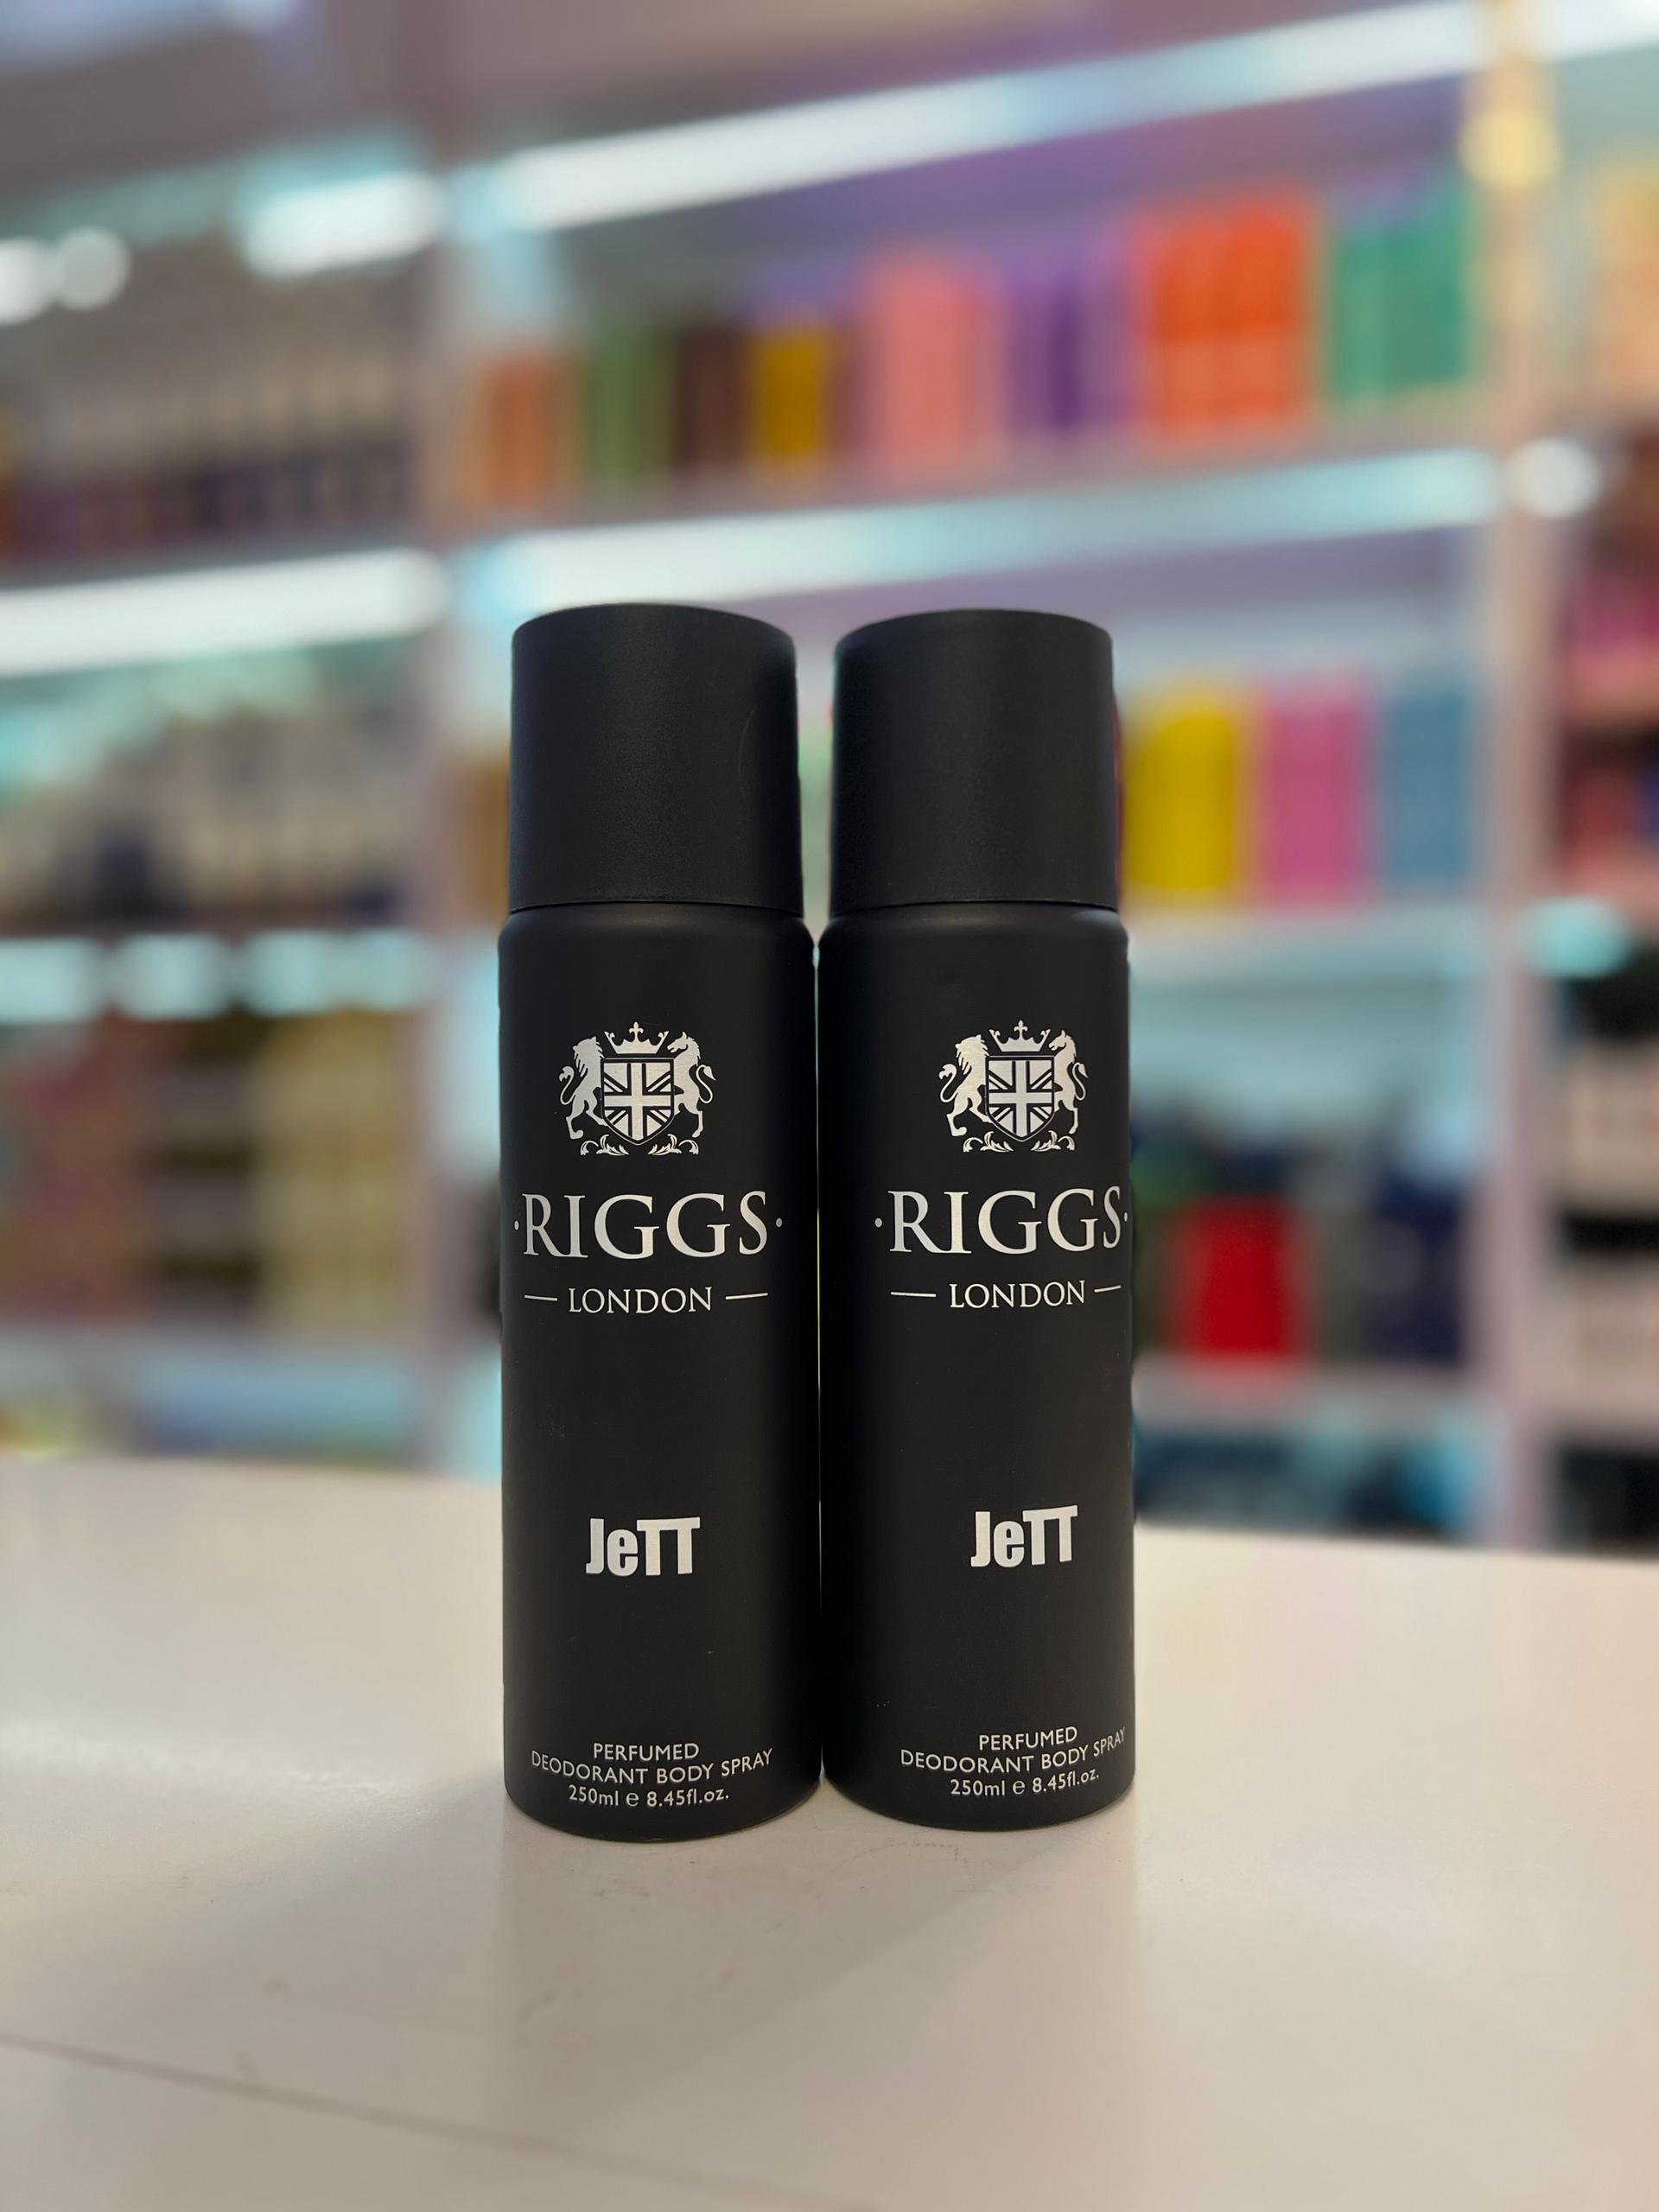 ·RIGGS·
— LONDON —
JeTT
PERFUMED
DEODORANT BODY SPRAY
250ml ℮ 8.45fl.oz.
·RIGGS·
— LONDON —
JeTT
PERFUMED
DEODORANT BODY SPRAY
250ml ℮ 8.45fl.oz.